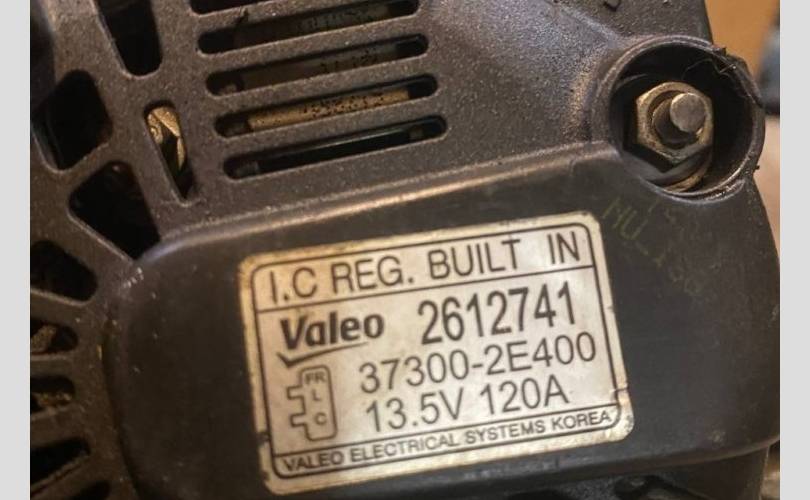 I.C REG. BUILT IN
Valeo 2612741
37300-2E400
FR
L
C
13.5V 120A
VALEO ELECTRICAL SYSTEMS KOREA